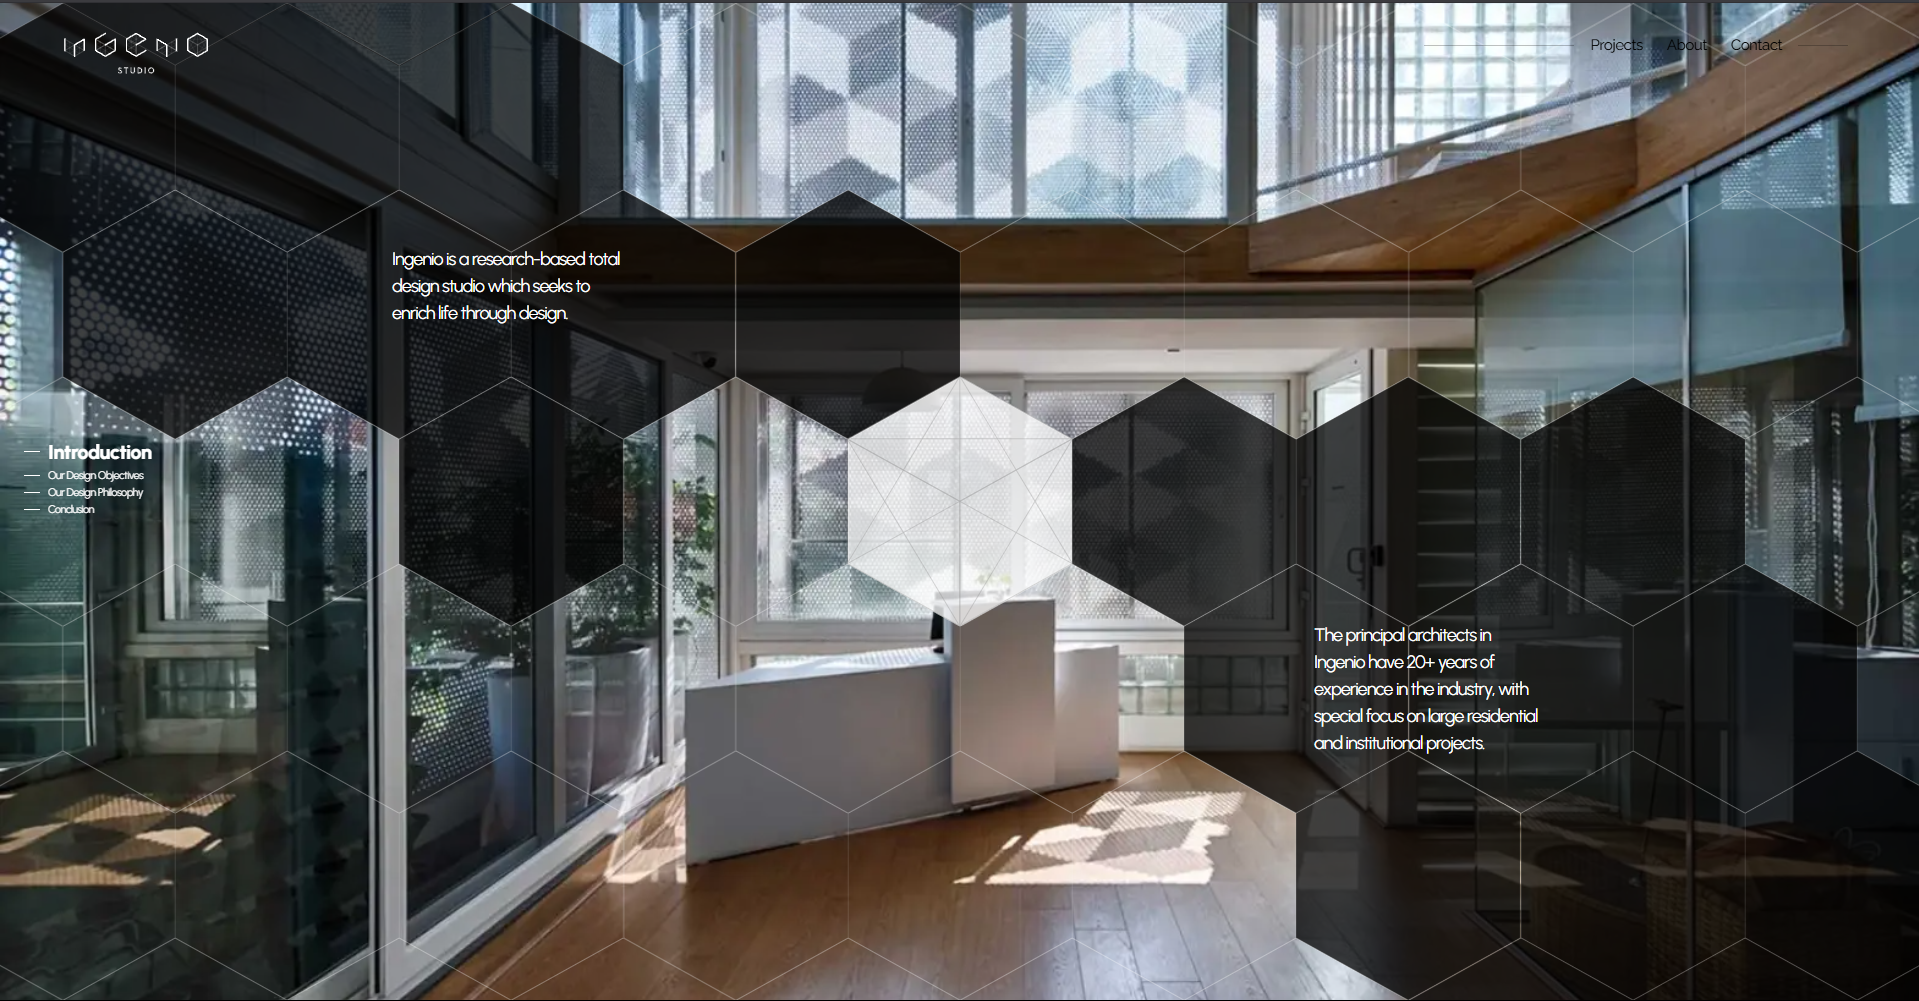 INGENIO
STUDIO
Projects About Contact
Ingenio is a research-based total
design studio which seeks to
enrich life through design.
Introduction
Our Design Objectives
Our Design Philosophy
Conclusion
The principal architects in
Ingenio have 20+ years of
experience in the industry, with
special focus on large residential
and institutional projects.